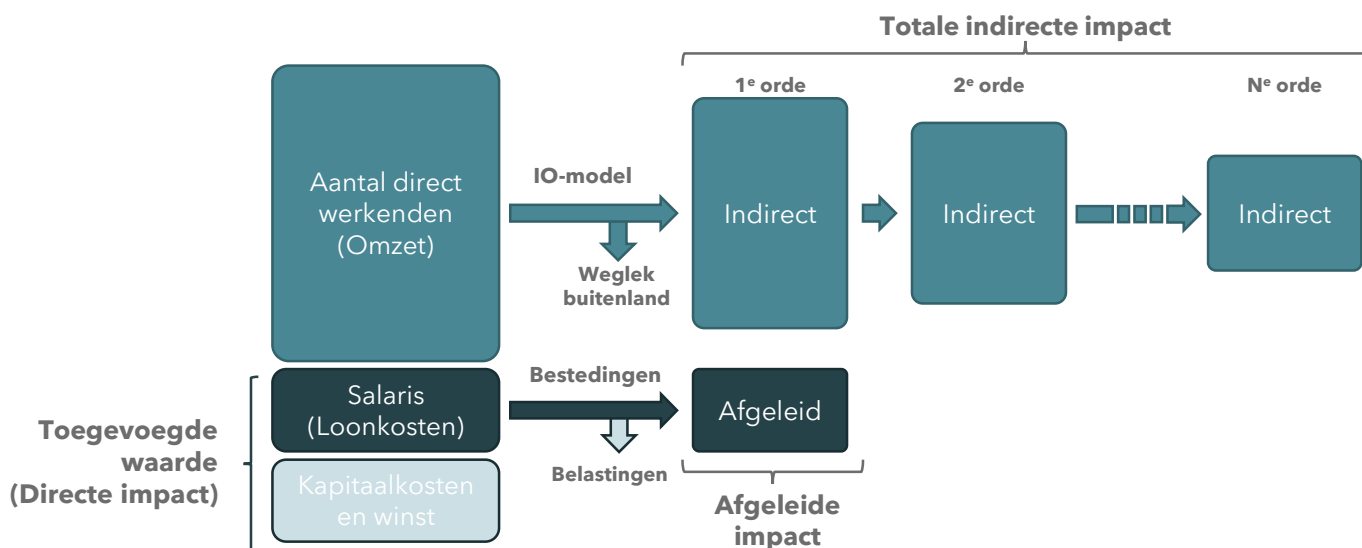 Totale indirecte impact
1e orde
2e orde
Ne orde
Aantal direct
werkenden
(Omzet)
IO-model
Indirect
Indirect
Indirect
Weglek
buitenland
Salaris
(Loonkosten)
Bestedingen
Afgeleid
Belastingen
Toegevoegde
waarde
(Directe impact)
Kapitaalkosten
en winst
Afgeleide
impact